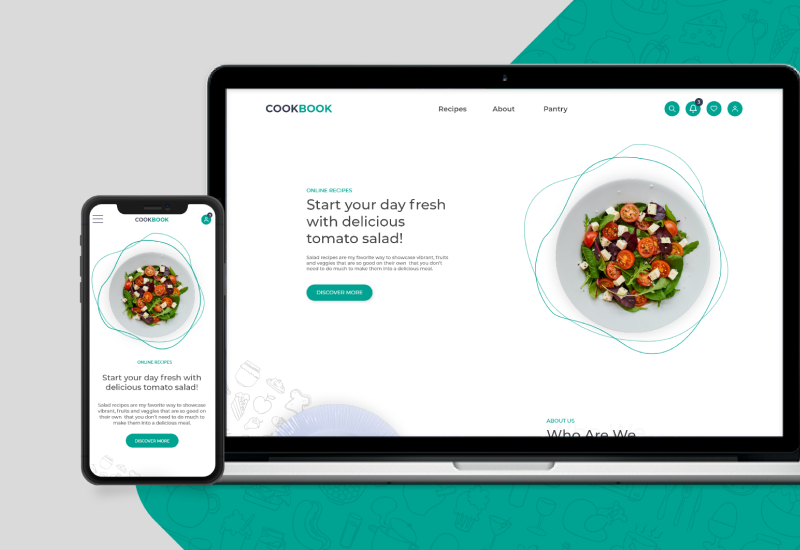 COOKBOOK
Recipes About Pantry
3
ONLINE RECIPES
Start your day fresh
with delicious
tomato salad!
Salad recipes are my favorite way to showcase vibrant, fruits
and veggies that are so good on their own that you don't
need to do much to make them into a delicious meal.
DISCOVER MORE
ABOUT US
Who Are We
COOKBOOK
ONLINE RECIPES
Start your day fresh with
delicious tomato salad!
Salad recipes are my favorite way to showcase
vibrant, fruits and veggies that are so good on
their own that you don't need to do much to
make them into a delicious meal.
DISCOVER MORE